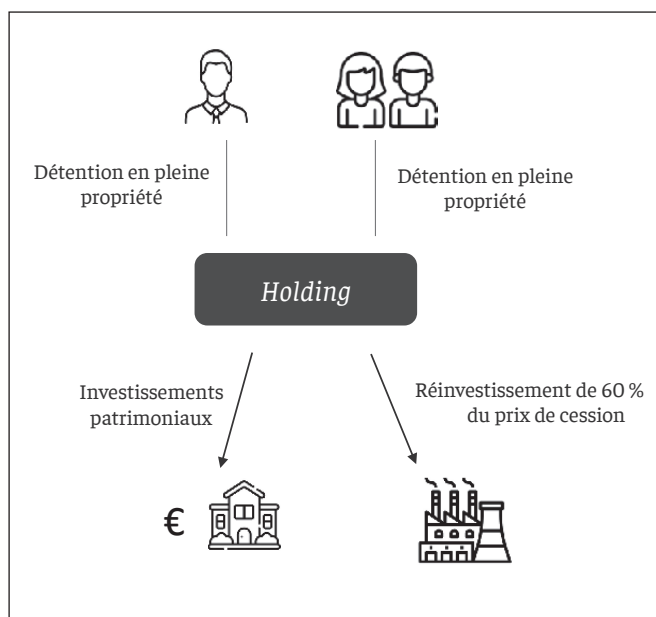 Détention en pleine
propriété
Détention en pleine
propriété
Holding
Investissements
patrimoniaux
Réinvestissement de 60 %
du prix de cession
€